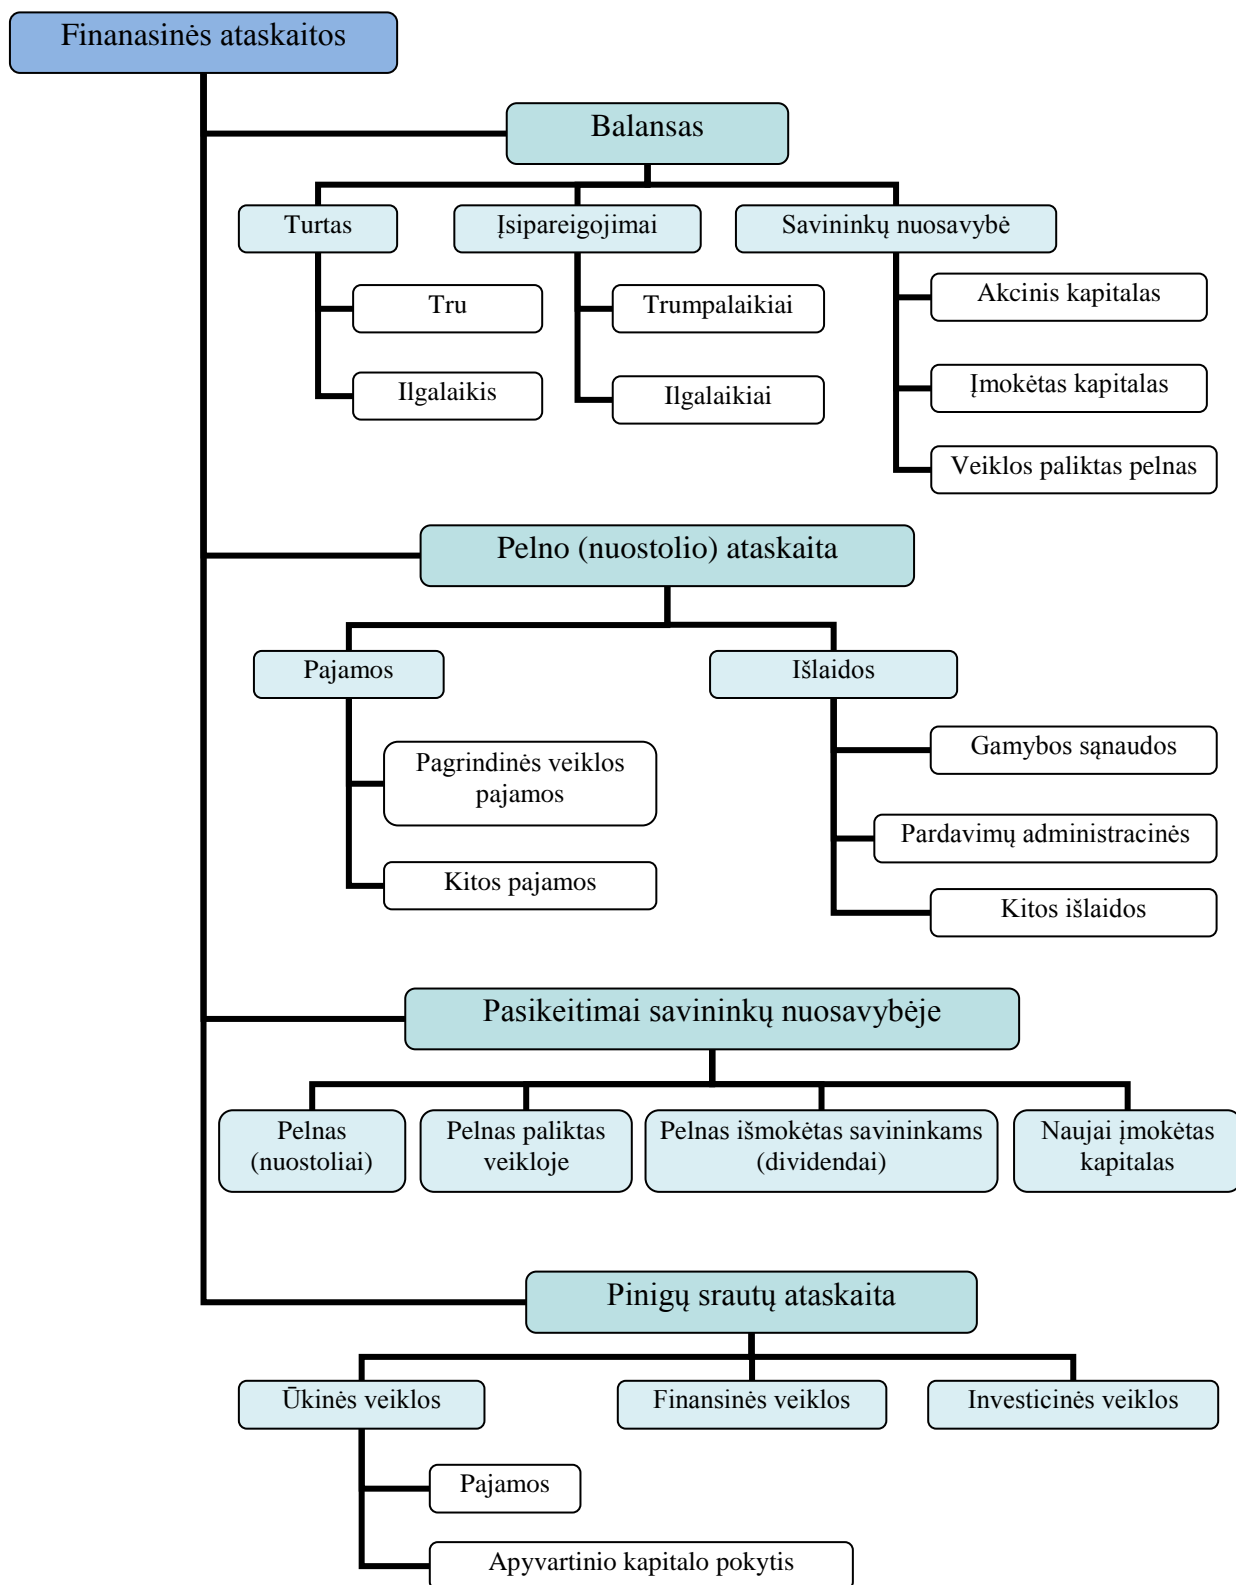 Finanasinės ataskaitos
Balansas
Turtas
Įsipareigojimai
Savininkų nuosavybė
Tru
Trumpalaikiai
Akcinis kapitalas
Ilgalaikis
Ilgalaikiai
Įmokėtas kapitalas
Veiklos paliktas pelnas
Pelno (nuostolio) ataskaita
Pajamos
Išlaidos
Pagrindinės veiklos
pajamos
Kitos pajamos
Gamybos sąnaudos
Pardavimų administracinės
Kitos išlaidos
Pasikeitimai savininkų nuosavybėje
Pelnas
(nuostoliai)
Pelnas paliktas
veikloje
Pelnas išmokėtas savininkams
(dividendai)
Naujai įmokėtas
kapitalas
Pinigų srautų ataskaita
Ūkinės veiklos
Finansinės veiklos
Investicinės veiklos
Pajamos
Apyvartinio kapitalo pokytis